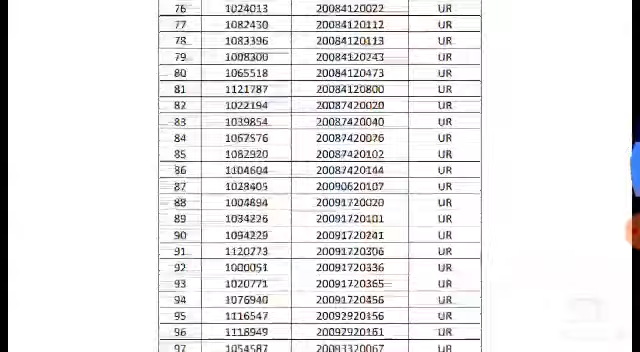 76 1024013 20084120022 UR
77 1082430 20084120112 UR
78 1083396 20084120113 UR
79 1008300 20084120243 UR
80 1065518 20084120473 UR
81 1121787 20084120800 UR
82 1022194 20087420020 UR
83 1039854 20087420040 UR
84 1067576 20087420076 UR
85 1082920 20087420102 UR
86 1104604 20087420144 UR
87 1028405 20090620107 UR
88 1004894 20091720020 UR
89 1034226 20091720101 UR
90 20091720241 UR
91 1120773 20091720306 UR
92 1000051 20091720336 UR
93 1020771 20091720365 UR
94 1076940 20091720456 UR
95 1116547 20092920156 UR
96 1118949 20092920161 UR
97 1054587 20093320067 UR